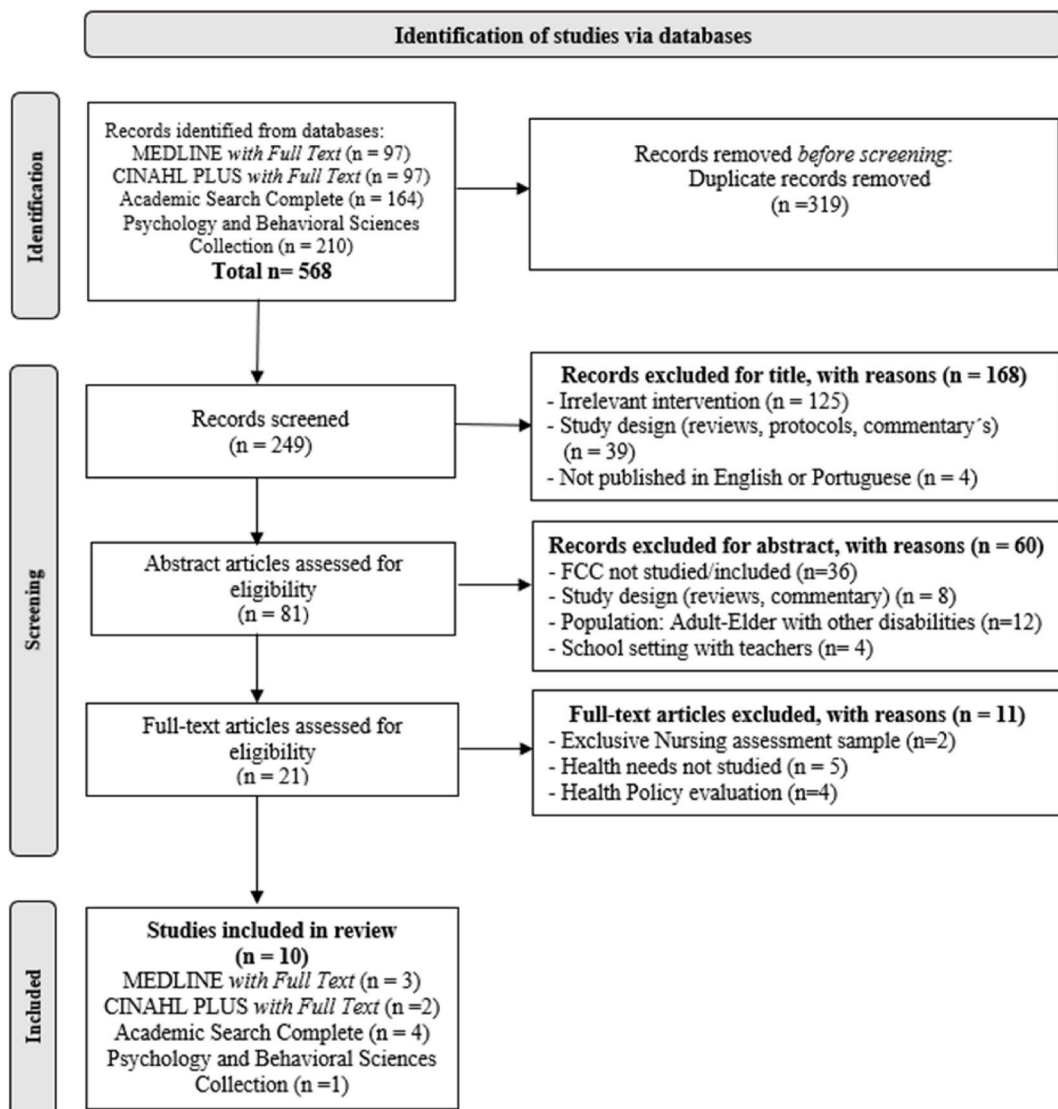 Identification of studies via databases
Identification
Records identified from databases:
MEDLINE with Full Text (n = 97)
CINAHL PLUS with Full Text (n = 97)
Academic Search Complete (n = 164)
Psychology and Behavioral Sciences
Collection (n = 210)
Total n= 568
Records removed before screening:
Duplicate records removed
(n =319)
Screening
Records screened
(n = 249)
Records excluded for title, with reasons (n = 168)
- Irrelevant intervention (n = 125)
- Study design (reviews, protocols, commentary´s)
(n = 39)
- Not published in English or Portuguese (n = 4)
Abstract articles assessed for
eligibility
(n = 81)
Records excluded for abstract, with reasons (n = 60)
- FCC not studied/included (n=36)
- Study design (reviews, commentary) (n = 8)
- Population: Adult-Elder with other disabilities (n=12)
- School setting with teachers (n= 4)
Full-text articles assessed for
eligibility
(n = 21)
Full-text articles excluded, with reasons (n = 11)
- Exclusive Nursing assessment sample (n=2)
- Health needs not studied (n = 5)
- Health Policy evaluation (n=4)
Included
Studies included in review
(n = 10)
MEDLINE with Full Text (n = 3)
CINAHL PLUS with Full Text (n =2)
Academic Search Complete (n = 4)
Psychology and Behavioral Sciences
Collection (n =1)